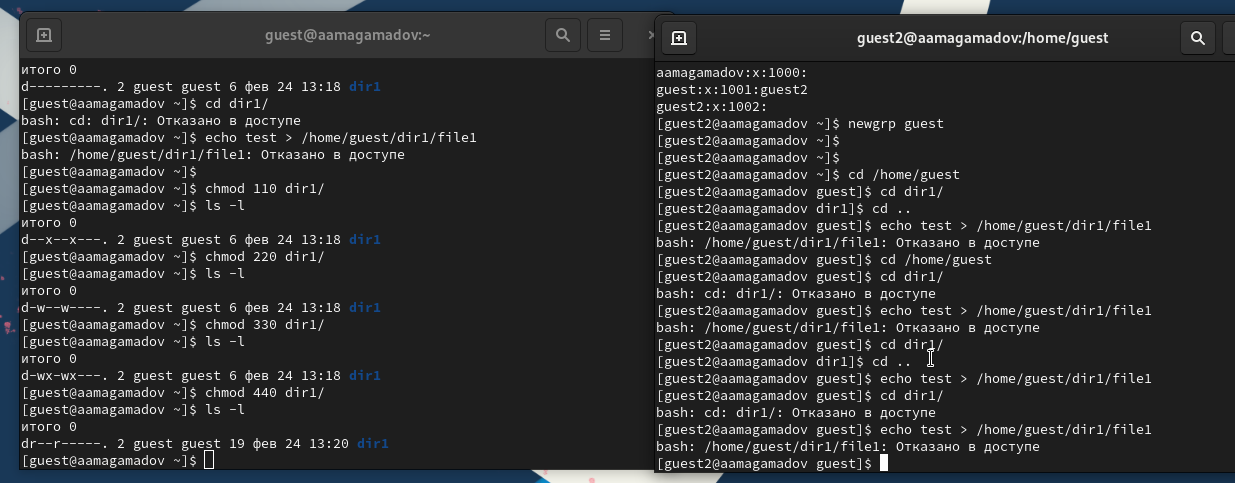 guest@aamagamadov:~
итого 0
d---------. 2 guest guest 6 фев 24 13:18 dir1
[guest@aamagamadov ~]$ cd dir1/
bash: cd: dir1/: Отказано в доступе
[guest@aamagamadov ~]$ echo test > /home/guest/dir1/file1
bash: /home/guest/dir1/file1: Отказано в доступе
[guest@aamagamadov ~]$
[guest@aamagamadov ~]$ chmod 110 dir1/
[guest@aamagamadov ~]$ ls -l
итого 0
d--x--x---. 2 guest guest 6 фев 24 13:18 dir1
[guest@aamagamadov ~]$ chmod 220 dir1/
[guest@aamagamadov ~]$ ls -l
итого 0
d-w--w----. 2 guest guest 6 фев 24 13:18 dir1
[guest@aamagamadov ~]$ chmod 330 dir1/
[guest@aamagamadov ~]$ ls -l
итого 0
d-wx-wx---. 2 guest guest 6 фев 24 13:18 dir1
[guest@aamagamadov ~]$ chmod 440 dir1/
[guest@aamagamadov ~]$ ls -l
итого 0
dr--r-----. 2 guest guest 19 фев 24 13:20 dir1
[guest@aamagamadov ~]$
guest2@aamagamadov:/home/guest
aamagamadov:x:1000:
guest:x:1001:guest2
guest2:x:1002:
[guest2@aamagamadov ~]$ newgrp guest
[guest2@aamagamadov ~]$
[guest2@aamagamadov ~]$
[guest2@aamagamadov ~]$ cd /home/guest
[guest2@aamagamadov guest]$ cd dir1/
[guest2@aamagamadov dir1]$ cd ..
[guest2@aamagamadov guest]$ echo test > /home/guest/dir1/file1
bash: /home/guest/dir1/file1: Отказано в доступе
[guest2@aamagamadov guest]$ cd /home/guest
[guest2@aamagamadov guest]$ cd dir1/
bash: cd: dir1/: Отказано в доступе
[guest2@aamagamadov guest]$ echo test > /home/guest/dir1/file1
bash: /home/guest/dir1/file1: Отказано в доступе
[guest2@aamagamadov guest]$ cd dir1/
[guest2@aamagamadov dir1]$ cd ..
[guest2@aamagamadov guest]$ echo test > /home/guest/dir1/file1
[guest2@aamagamadov guest]$ cd dir1/
bash: cd: dir1/: Отказано в доступе
[guest2@aamagamadov guest]$ echo test > /home/guest/dir1/file1
bash: /home/guest/dir1/file1: Отказано в доступе
[guest2@aamagamadov guest]$